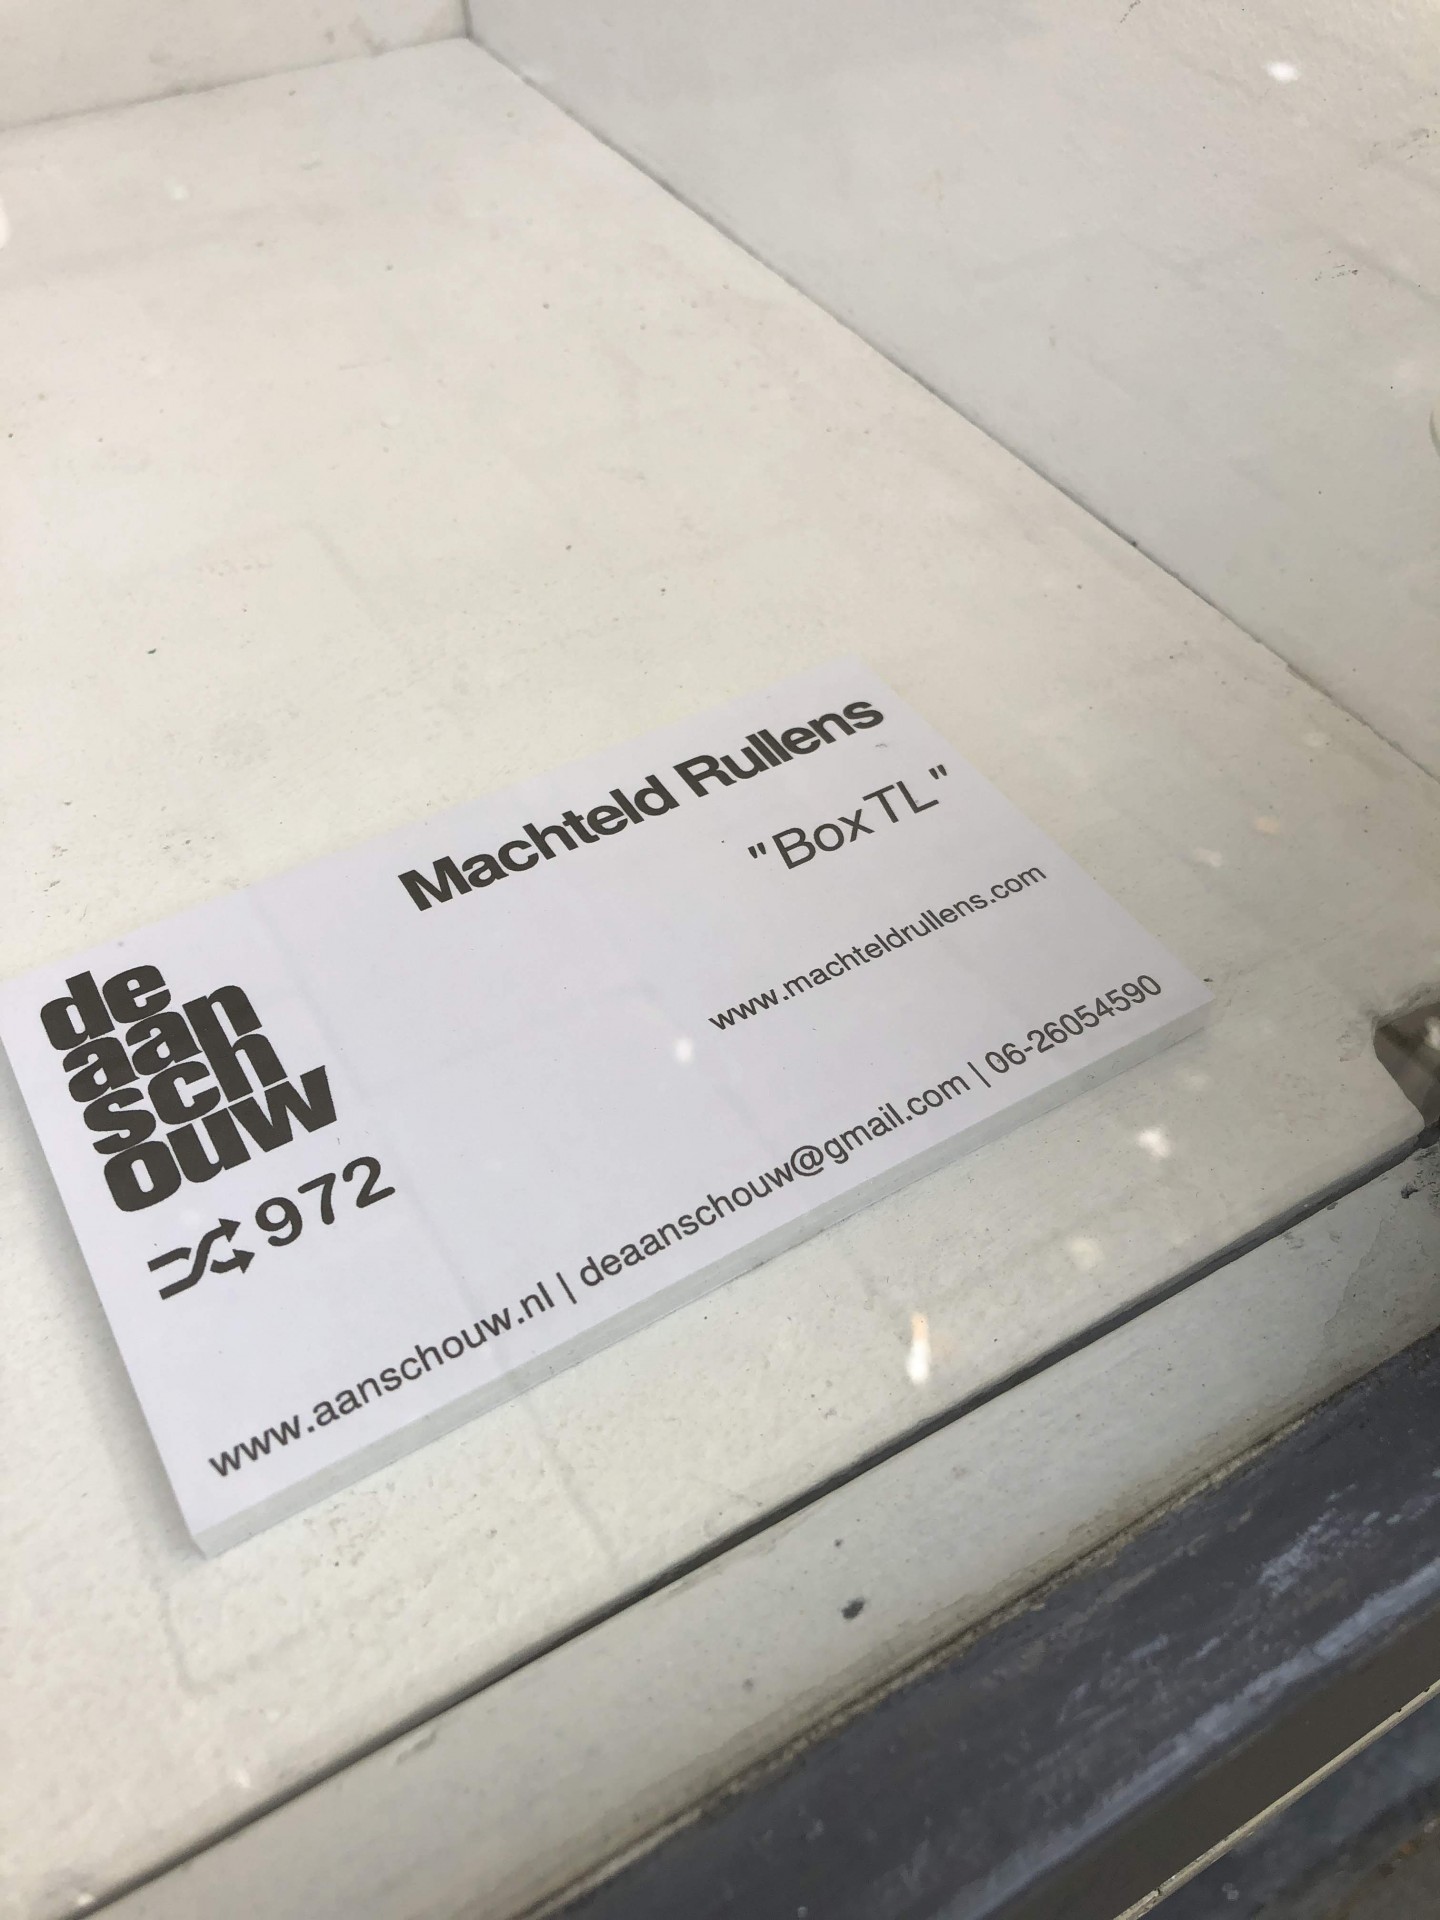 Machteld Rullens
"Box TL"
www.machteldrullens.com
de
aan
sch
ouw
972
www.aanschouw.nl | deaanschouw@gmail.com | 06-26054590